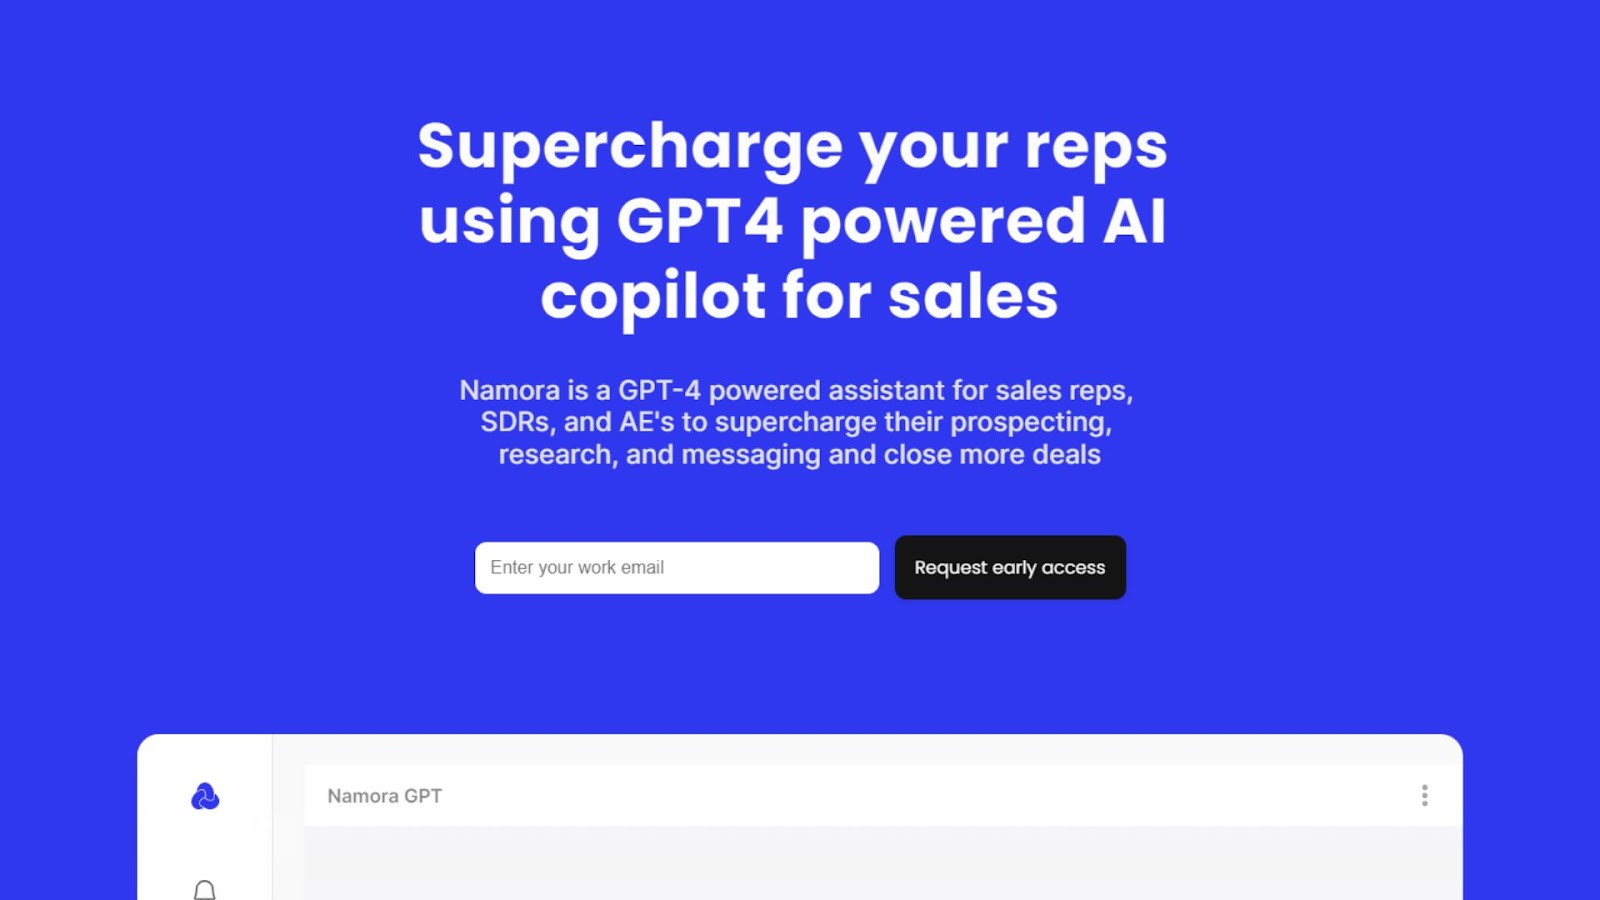 Supercharge your reps
using GPT4 powered AI
copilot for sales
Namora is a GPT-4 powered assistant for sales reps,
SDRs, and AE's to supercharge their prospecting,
research, and messaging and close more deals
Enter your work email
Request early access
Namora GPT